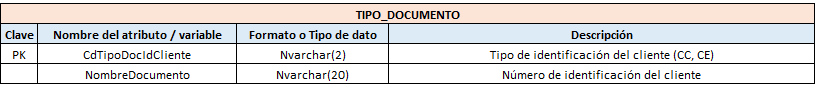 TIPO_DOCUMENTO
Clave Nombre del atributo / variable Formato o Tipo de dato Descripción
PK CdTipoDocIdCliente Nvarchar(2) Tipo de identificación del cliente (CC, CE)
NombreDocumento Nvarchar(20) Número de identificación del cliente